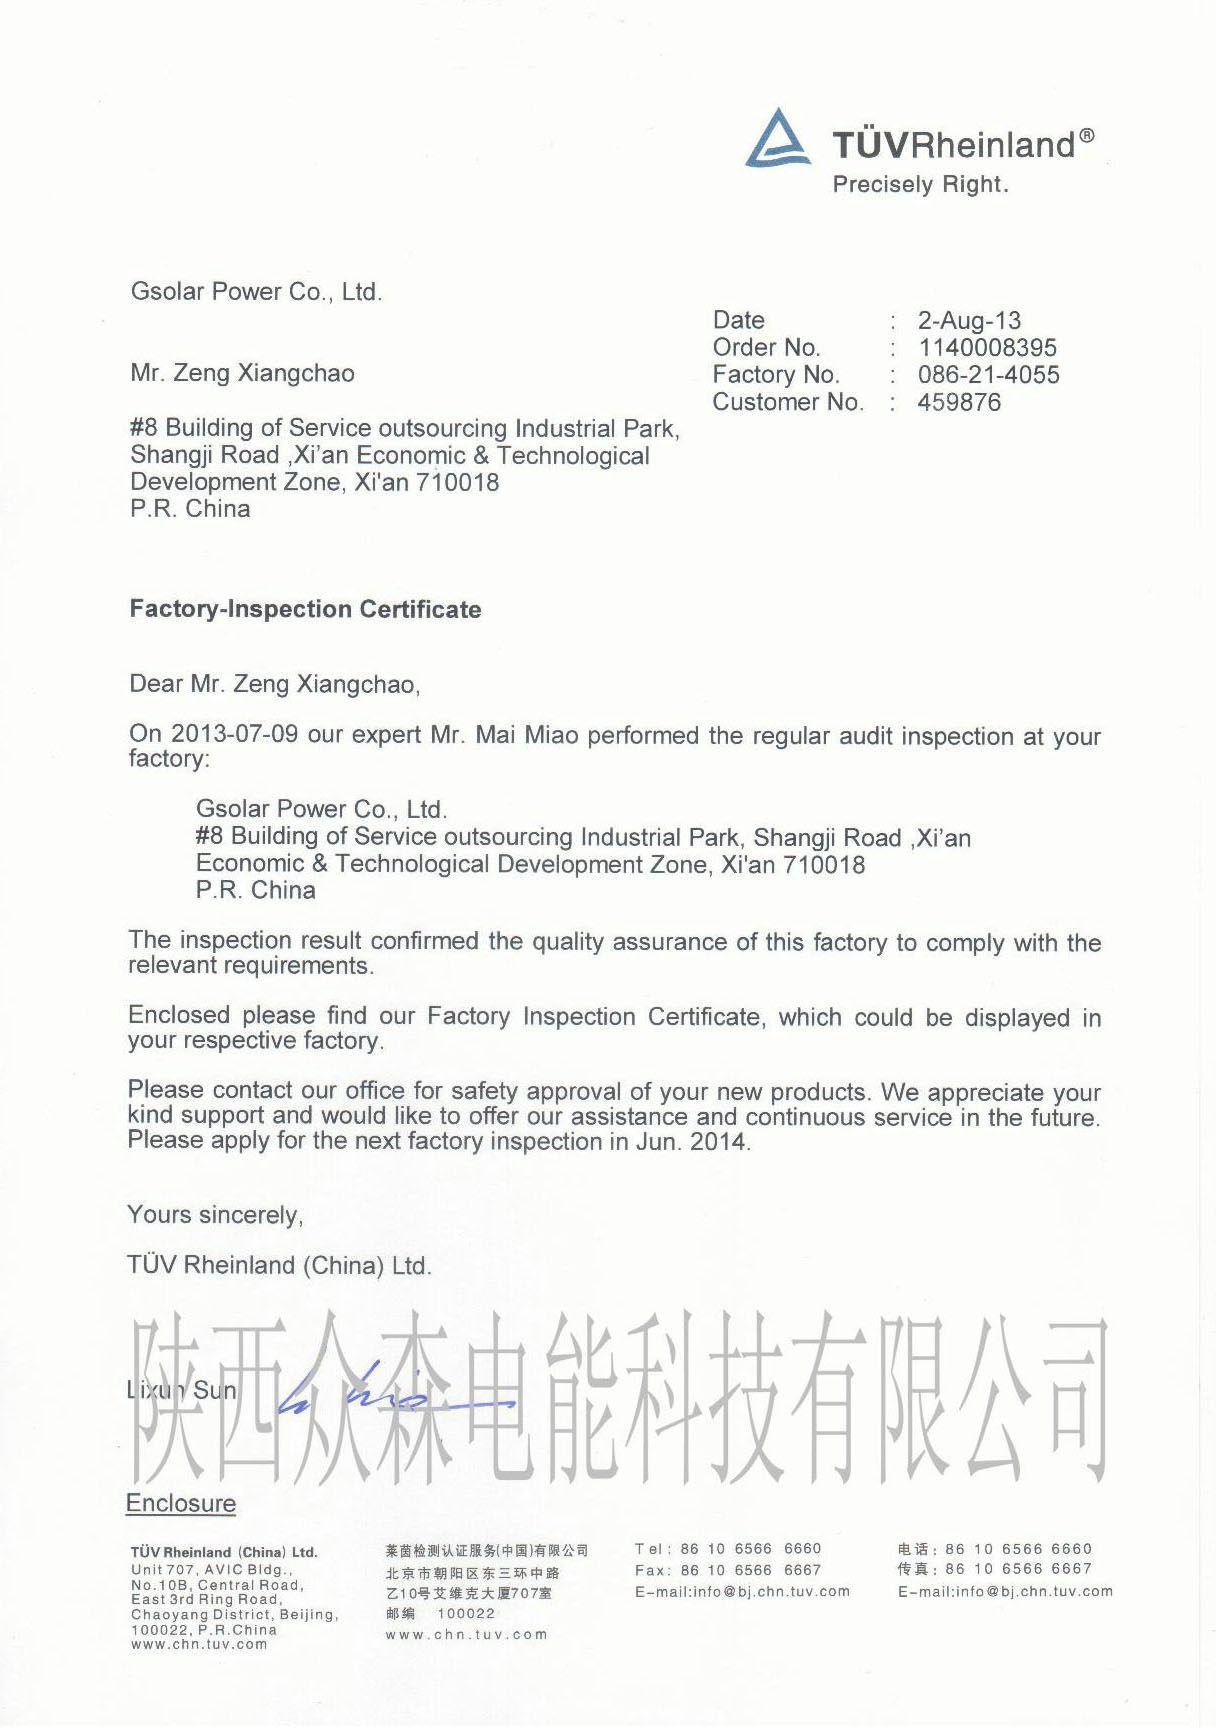 TÜVRheinland®
Precisely Right.
Gsolar Power Co., Ltd.
Date : 2-Aug-13
Order No. : 1140008395
Mr. Zeng Xiangchao
Factory No. : 086-21-4055
Customer No. : 459876
#8 Building of Service outsourcing Industrial Park,
Shangji Road ,Xi'an Economic & Technological
Development Zone, Xi'an 710018
P.R. China
Factory-Inspection Certificate
Dear Mr. Zeng Xiangchao,
On 2013-07-09 our expert Mr. Mai Miao performed the regular audit inspection at your
factory:
Gsolar Power Co., Ltd.
#8 Building of Service outsourcing Industrial Park, Shangji Road ,Xi'an
Economic & Technological Development Zone, Xi'an 710018
P.R. China
The inspection result confirmed the quality assurance of this factory to comply with the
relevant requirements.
Enclosed please find our Factory Inspection Certificate, which could be displayed in
your respective factory.
Please contact our office for safety approval of your new products. We appreciate your
kind support and would like to offer our assistance and continuous service in the future.
Please apply for the next factory inspection in Jun. 2014.
Yours sincerely,
TÜV Rheinland (China) Ltd.
陕西众森电能科技有限公司
Lixun Sun
Enclosure
TÜV Rheinland (China) Ltd.
Unit 707, AVIC Bldg.,
No.10B, Central Road,
East 3rd Ring Road,
Chaoyang District, Beijing,
100022, P.R.China
www.chn.tuv.com
莱茵检测认证服务(中国)有限公司
北京市朝阳区东三环中路
乙10号艾维克大厦707室
邮编 100022
www.chn.tuv.com
Tel: 86 10 6566 6660
Fax: 86 10 6566 6667
E-mail:info@bj.chn.tuv.com
电话: 86 10 6566 6660
传真: 86 10 6566 6667
E-mail:info@bj.chn.tuv.com